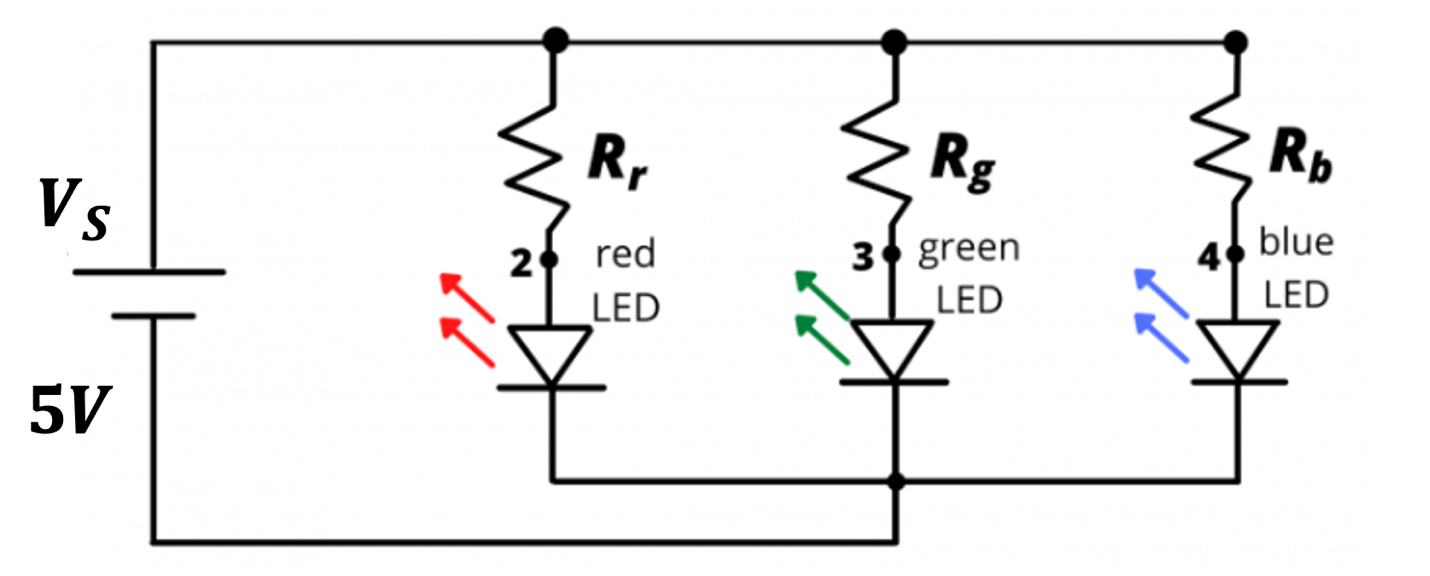 V_S
5V
R_r
2
red
LED
R_g
3
green
LED
R_b
4
blue
LED